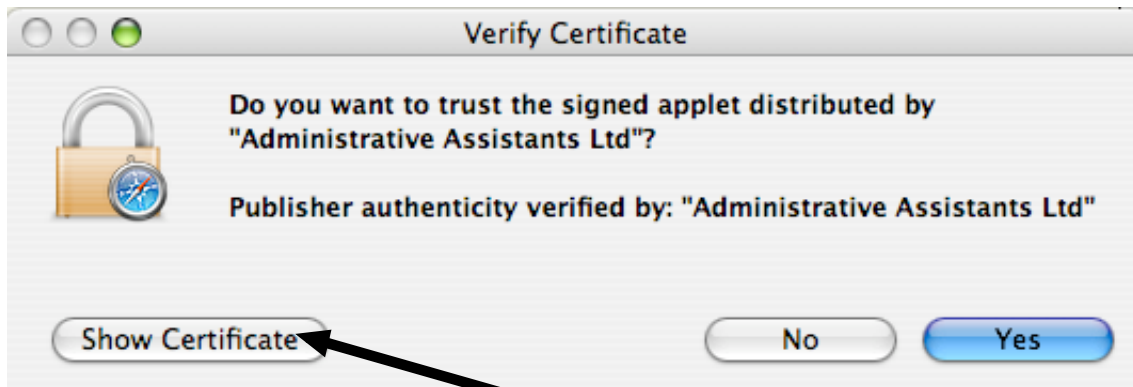 Verify Certificate
Do you want to trust the signed applet distributed by
"Administrative Assistants Ltd"?
Publisher authenticity verified by: "Administrative Assistants Ltd"
Show Certificate
No
Yes